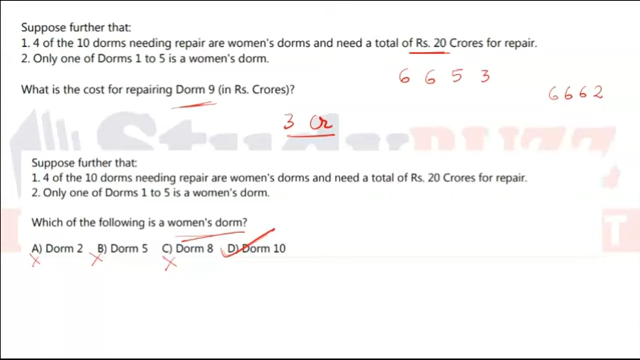 Suppose further that:
1. 4 of the 10 dorms needing repair are women's dorms and need a total of Rs. 20 Crores for repair.
2. Only one of Dorms 1 to 5 is a women's dorm.
6 6 5 3
What is the cost for repairing Dorm 9 (in Rs. Crores)?
6 6 6 2
3 Cr
Suppose further that:
1. 4 of the 10 dorms needing repair are women's dorms and need a total of Rs. 20 Crores for repair.
2. Only one of Dorms 1 to 5 is a women's dorm.
Which of the following is a women's dorm?
A) Dorm 2 B) Dorm 5 C) Dorm 8 D) Dorm 10